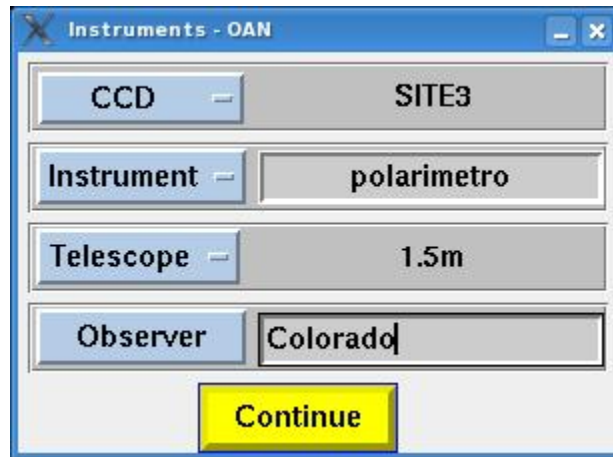 Instruments - OAN
CCD SITE3
Instrument polarimetro
Telescope 1.5m
Observer Colorado
Continue